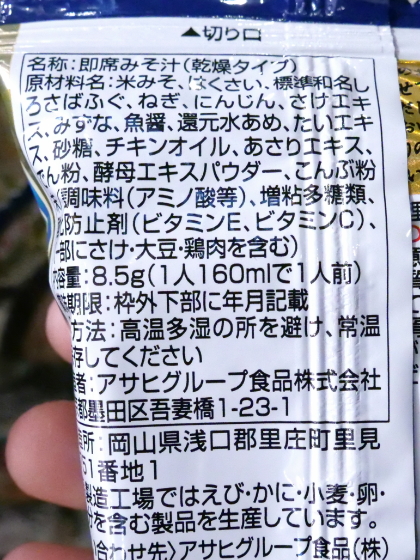 ▲切り口
名称:即席みそ汁(乾燥タイプ)
原材料名:米みそ、はくさい、標準和名し
ろさばふぐ、ねぎ、にんじん、さけエキ
ス、みずな、魚醬、還元水あめ、たいエキ
ス、砂糖、チキンオイル、あさりエキス、
ん粉、酵母エキスパウダー、こんぶ粉
調味料(アミノ酸等)、増粘多糖類、
防止剤(ビタミンE、ビタミンC)、
部にさけ・大豆・鶏肉を含む)
内容量:8.5g(1人160mlで1人前)
期限:枠外下部に年月記載
方法:高温多湿の所を避け、常温
存してください
者:アサヒグループ食品株式会社
都墨田区吾妻橋1-23-1
所:岡山県浅口郡里庄町里見
番地1
製造工場ではえび・かに・小麦・卵・
を含む製品を生産しています。
合わせ先〉アサヒグループ食品(株)